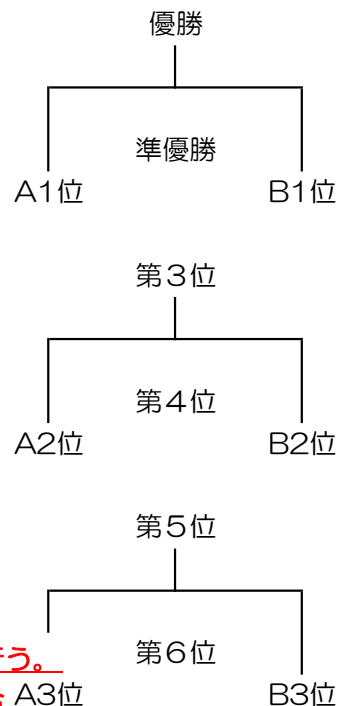 優勝
準優勝
A1位 B1位
第3位
第4位
A2位 B2位
第5位
う。 第6位
A3位 B3位